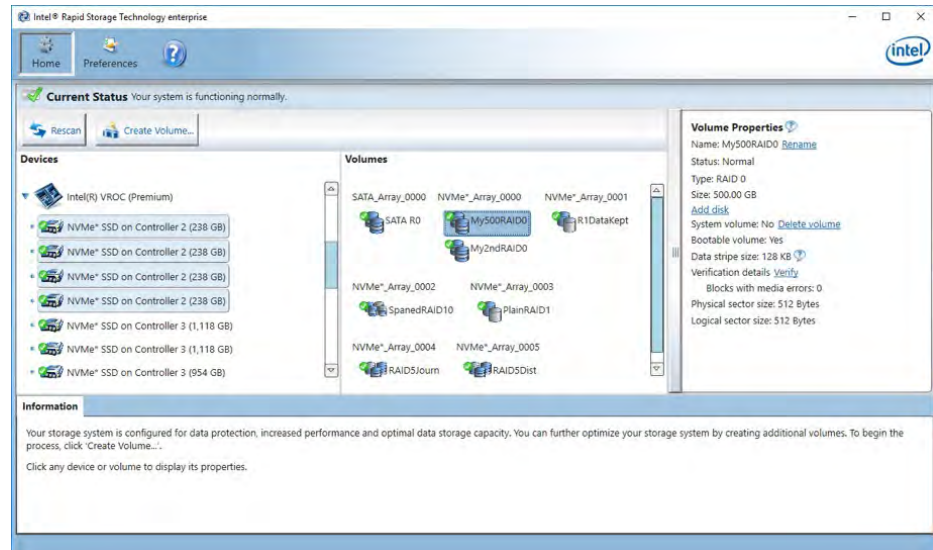 Intel® Rapid Storage Technology enterprise
Home
Preferences
?
intel
Current Status Your system is functioning normally.
Rescan
Create Volume...
Devices
Intel(R) VROC (Premium)
NVMe* SSD on Controller 2 (238 GB)
NVMe* SSD on Controller 2 (238 GB)
NVMe* SSD on Controller 2 (238 GB)
NVMe* SSD on Controller 2 (238 GB)
NVMe* SSD on Controller 3 (1,118 GB)
NVMe* SSD on Controller 3 (1,118 GB)
NVMe* SSD on Controller 3 (954 GB)
Volumes
SATA_Array_0000 NVMe*_Array_0000 NVMe*_Array_0001
SATA R0 My500RAID0 R1DataKept
My2ndRAID0
NVMe*_Array_0002 NVMe*_Array_0003
SpanedRAID10 PlainRAID1
NVMe*_Array_0004 NVMe*_Array_0005
RAID5Journ RAID5Dist
Volume Properties ?
Name: My500RAID0 Rename
Status: Normal
Type: RAID 0
Size: 500.00 GB
Add disk
System volume: No Delete volume
Bootable volume: Yes
Data stripe size: 128 KB ?
Verification details Verify
Blocks with media errors: 0
Physical sector size: 512 Bytes
Logical sector size: 512 Bytes
Information
Your storage system is configured for data protection, increased performance and optimal data storage capacity. You can further optimize your storage system by creating additional volumes. To begin the
process, click 'Create Volume...'.
Click any device or volume to display its properties.